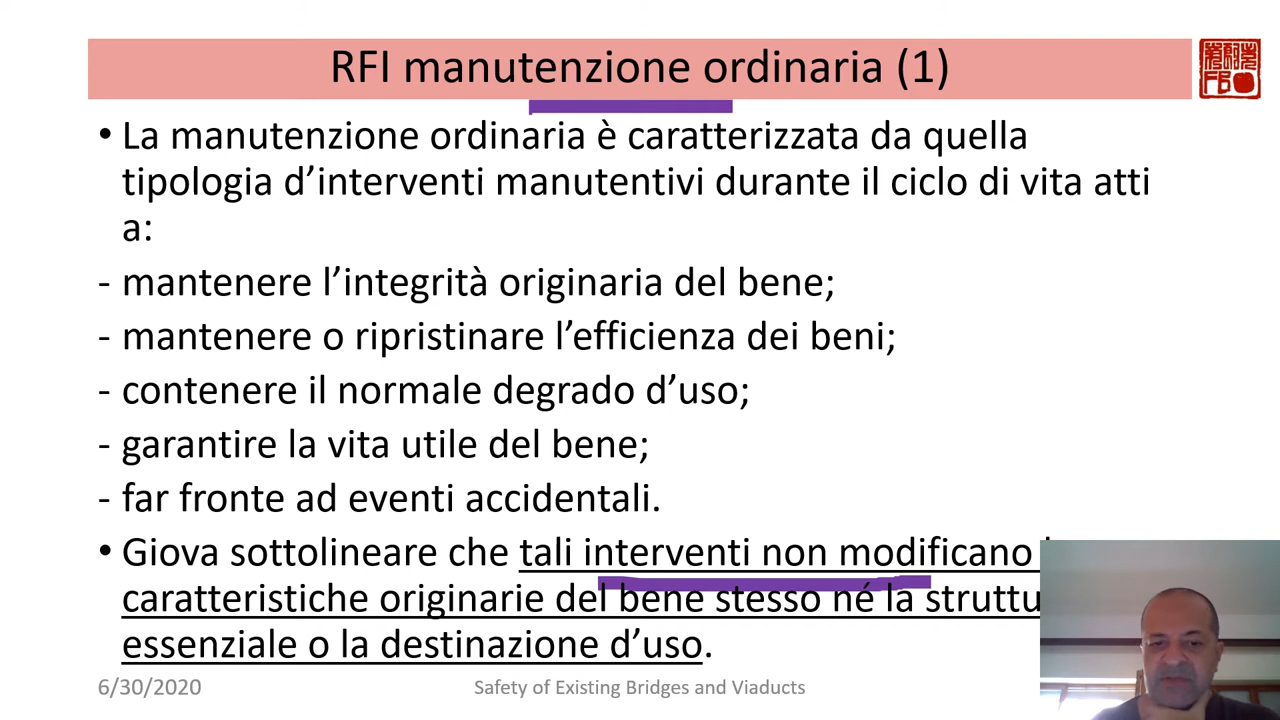 RFI manutenzione ordinaria (1)
• La manutenzione ordinaria è caratterizzata da quella
tipologia d’interventi manutentivi durante il ciclo di vita atti
a:
- mantenere l’integrità originaria del bene;
- mantenere o ripristinare l’efficienza dei beni;
- contenere il normale degrado d’uso;
- garantire la vita utile del bene;
- far fronte ad eventi accidentali.
• Giova sottolineare che tali interventi non modificano
caratteristiche originarie del bene stesso né la struttu
essenziale o la destinazione d’uso.
6/30/2020
Safety of Existing Bridges and Viaducts